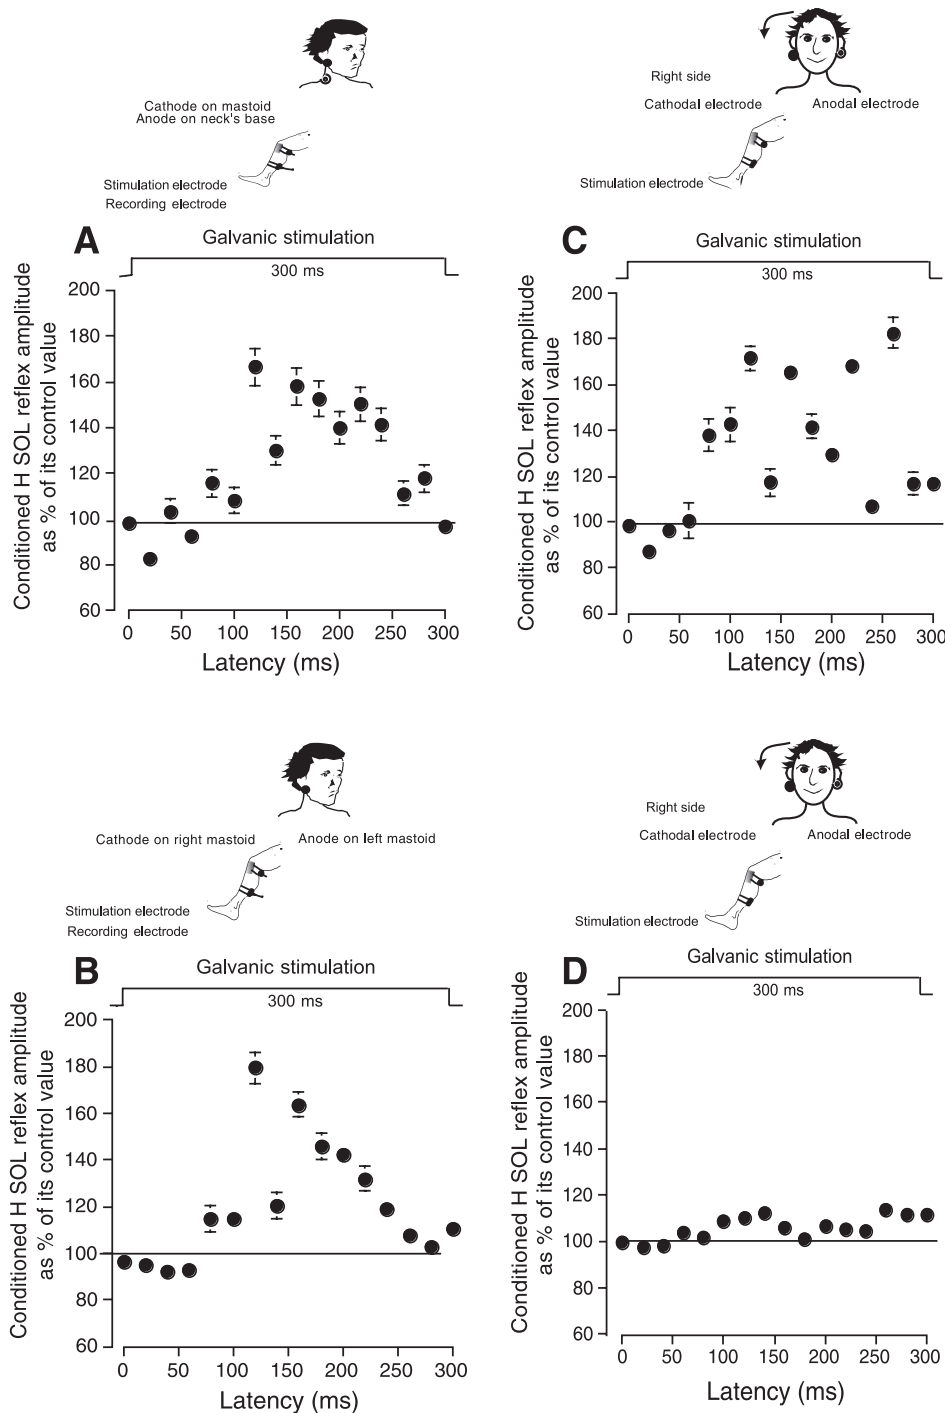 Cathode on mastoid
Anode on neck's base
Stimulation electrode
Recording electrode
A
Galvanic stimulation
300 ms
Conditioned H SOL reflex amplitude
as % of its control value
200
180
160
140
120
100
80
60
0 50 100 150 200 250 300
Latency (ms)
Right side
Cathodal electrode Anodal electrode
Stimulation electrode
C
Galvanic stimulation
300 ms
Conditioned H SOL reflex amplitude
as % of its control value
200
180
160
140
120
100
80
60
0 50 100 150 200 250 300
Latency (ms)
Cathode on right mastoid Anode on left mastoid
Stimulation electrode
Recording electrode
B
Galvanic stimulation
300 ms
Conditioned H SOL reflex amplitude
as % of its control value
200
180
160
140
120
100
80
60
0 50 100 150 200 250 300
Latency (ms)
Right side
Cathodal electrode Anodal electrode
Stimulation electrode
D
Galvanic stimulation
300 ms
Conditioned H SOL reflex amplitude
as % of its control value
200
180
160
140
120
100
80
60
0 50 100 150 200 250 300
Latency (ms)